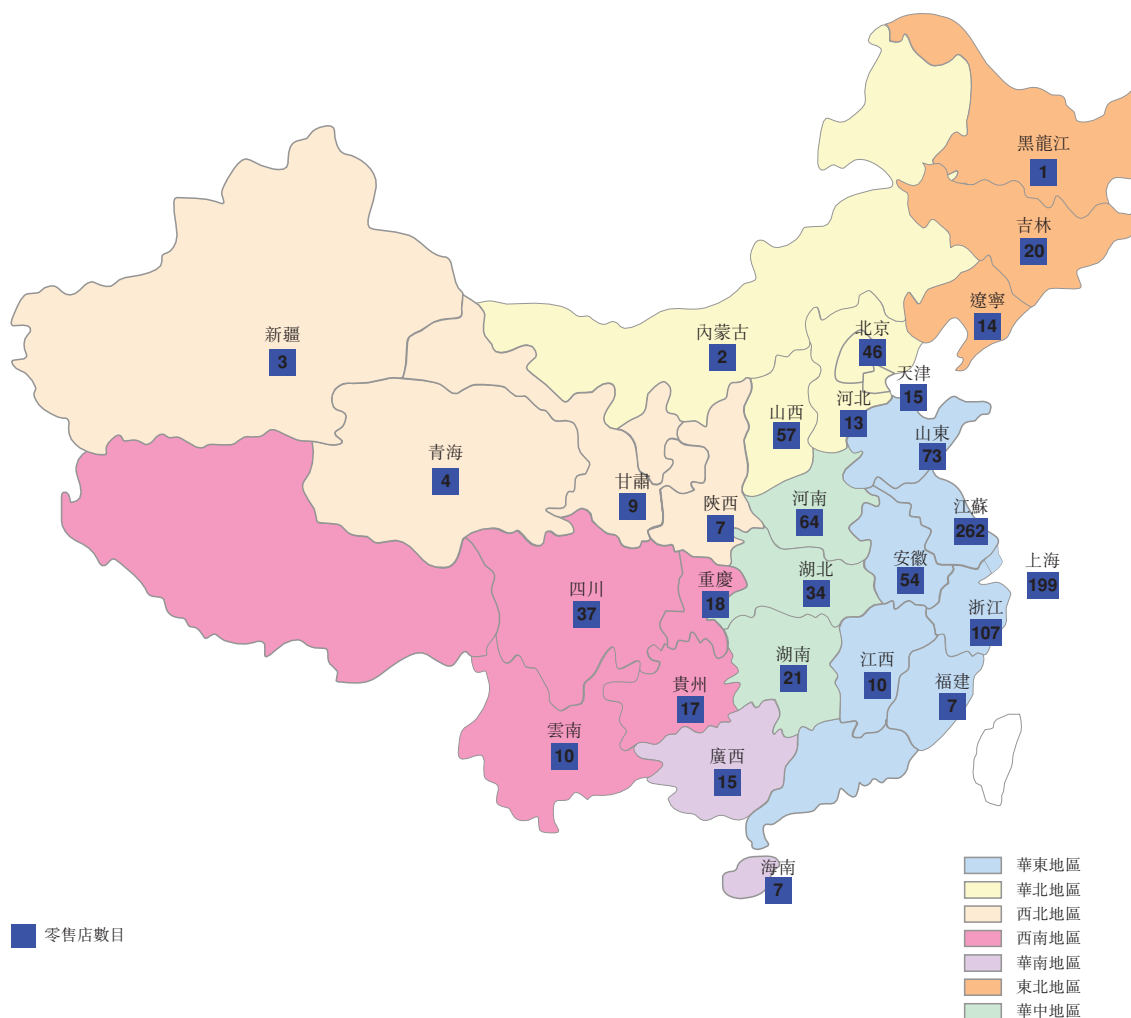 黑龍江
1
吉林
20
遼寧
14
新疆
3
內蒙古
2
北京
46
天津
15
河北
13
山西
57
山東
73
青海
4
甘肅
9
陝西
7
河南
64
江蘇
262
安徽
54
湖北
34
上海
199
四川
37
重慶
18
浙江
107
湖南
21
江西
10
福建
7
貴州
17
雲南
10
廣西
15
海南
7
零售店數目
華東地區
華北地區
西北地區
西南地區
華南地區
東北地區
華中地區